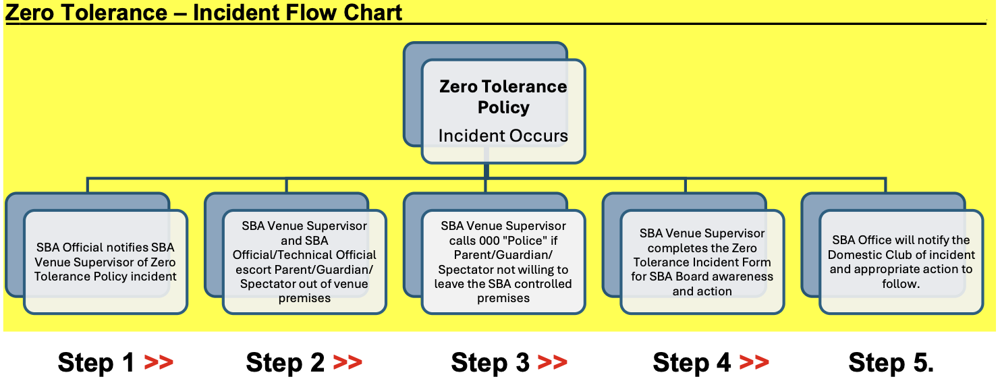 Zero Tolerance – Incident Flow Chart
Zero Tolerance
Policy
Incident Occurs
SBA Official notifies SBA
Venue Supervisor of Zero
Tolerance Policy incident
SBA Venue Supervisor
and SBA
Official/Technical Official
escort Parent/Guardian/
Spectator out of venue
premises
SBA Venue Supervisor
calls 000 "Police" if
Parent/Guardian/
Spectator not willing to
leave the SBA controlled
premises
SBA Venue Supervisor
completes the Zero
Tolerance Incident Form
for SBA Board awareness
and action
SBA Office will notify the
Domestic Club of incident
and appropriate action to
follow.
Step 1 >>
Step 2 >>
Step 3 >>
Step 4 >>
Step 5.